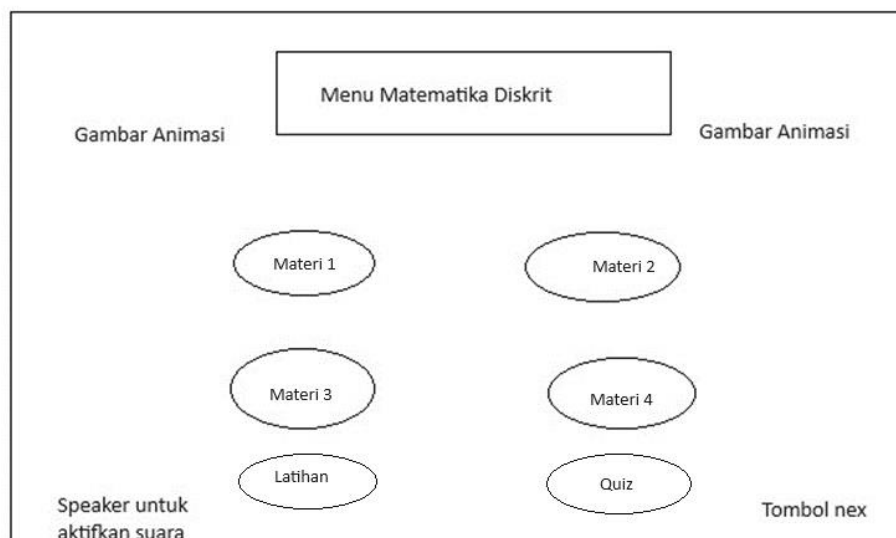 Menu Matematika Diskrit
Gambar Animasi
Gambar Animasi
Materi 1
Materi 2
Materi 3
Materi 4
Latihan
Quiz
Speaker untuk
aktifkan suara
Tombol nex